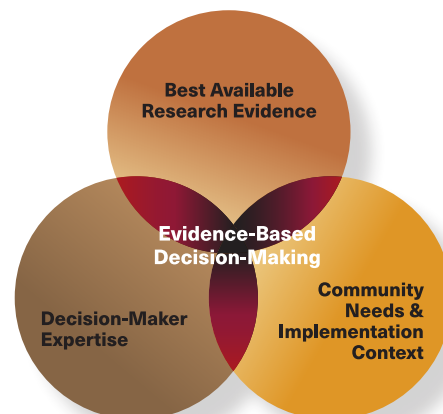 Best Available
Research Evidence
Evidence-Based
Decision-Making
Decision-Maker
Expertise
Community
Needs &
Implementation
Context